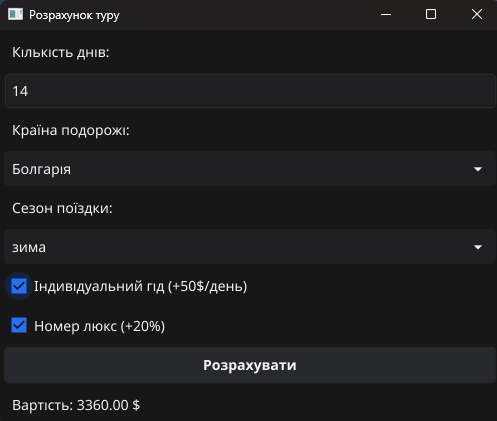 Розрахунок туру
Кількість днів:
14
Країна подорожі:
Болгарія
Сезон поїздки:
зима
Індивідуальний гід (+50$/день)
Номер люкс (+20%)
Розрахувати
Вартість: 3360.00 $